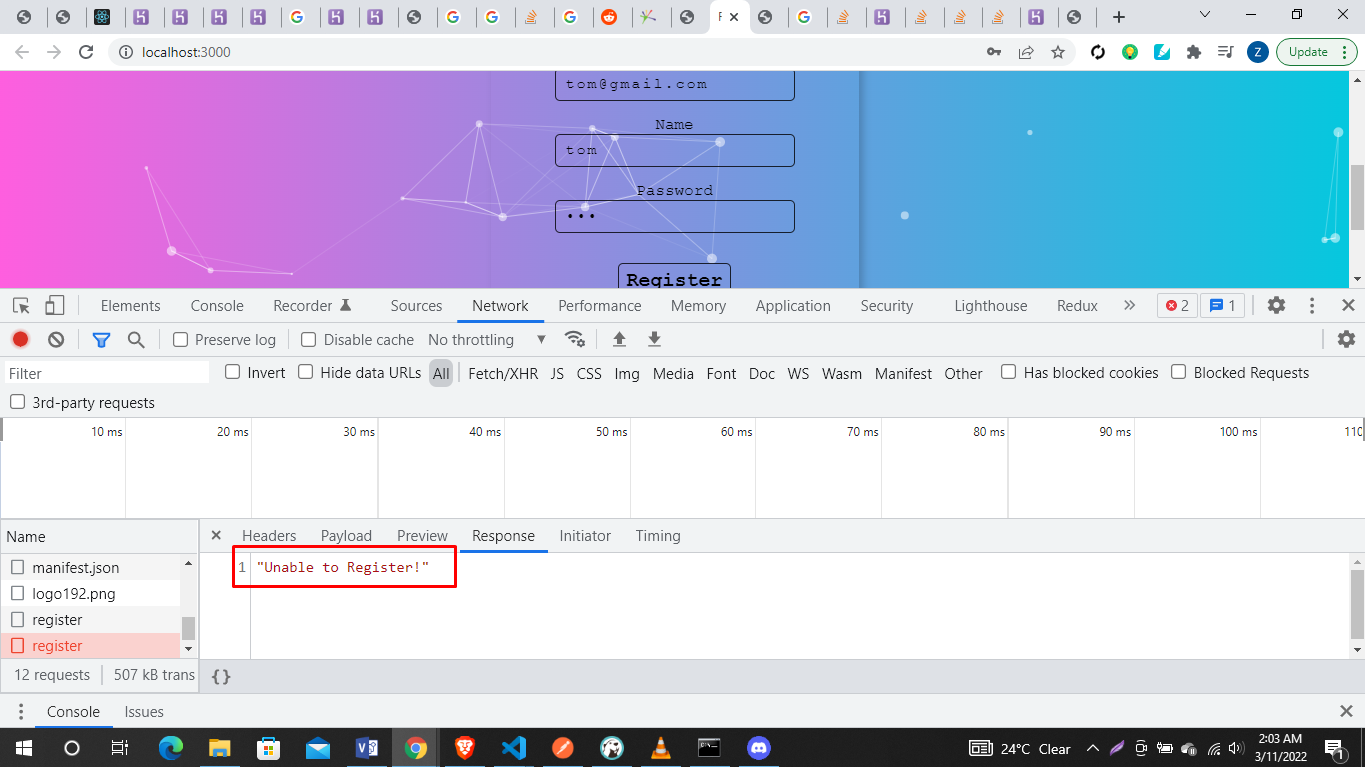 F
localhost:3000
Z
Update
tom@gmail.com
Name
tom
Password
•••
Register
Elements
Console
Recorder
Sources
Network
Performance
Memory
Application
Security
Lighthouse
Redux
2
1
Preserve log
Disable cache
No throttling
Filter
Invert
Hide data URLs
All
Fetch/XHR
JS
CSS
Img
Media
Font
Doc
WS
Wasm
Manifest
Other
Has blocked cookies
Blocked Requests
3rd-party requests
10 ms
20 ms
30 ms
40 ms
50 ms
60 ms
70 ms
80 ms
90 ms
100 ms
110
Name
Headers
Payload
Preview
Response
Initiator
Timing
manifest.json
logo192.png
register
register
1 "Unable to Register!"
12 requests
507 kB trans
{}
Console
Issues
24°C Clear
2:03 AM
3/11/2022
1